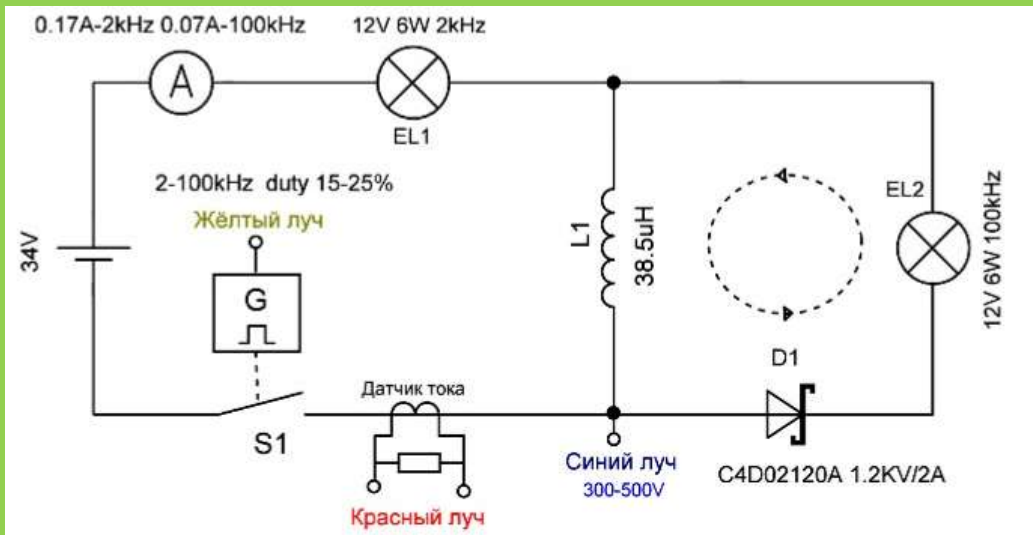 0.17A-2kHz 0.07A-100kHz
12V 6W 2kHz
A
EL1
2-100kHz duty 15-25%
Жёлтый луч
EL2
34V
G
L1
38.5uH
12V 6W 100kHz
D1
Датчик тока
S1
Синий луч
300-500V
C4D02120A 1.2KV/2A
Красный луч